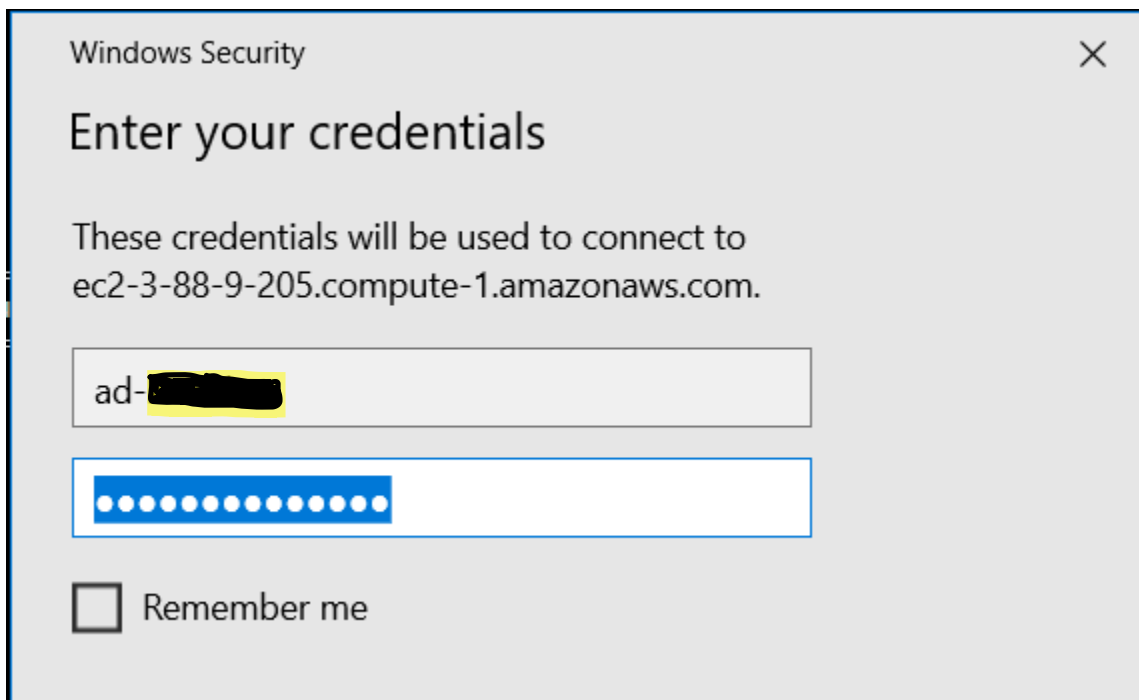 Windows Security
Enter your credentials
These credentials will be used to connect to
ec2-3-88-9-205.compute-1.amazonaws.com.
ad-
••••••••••••••
Remember me